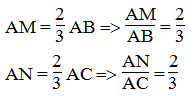 AM = 2/3 AB => AM/AB = 2/3
AN = 2/3 AC => AN/AC = 2/3